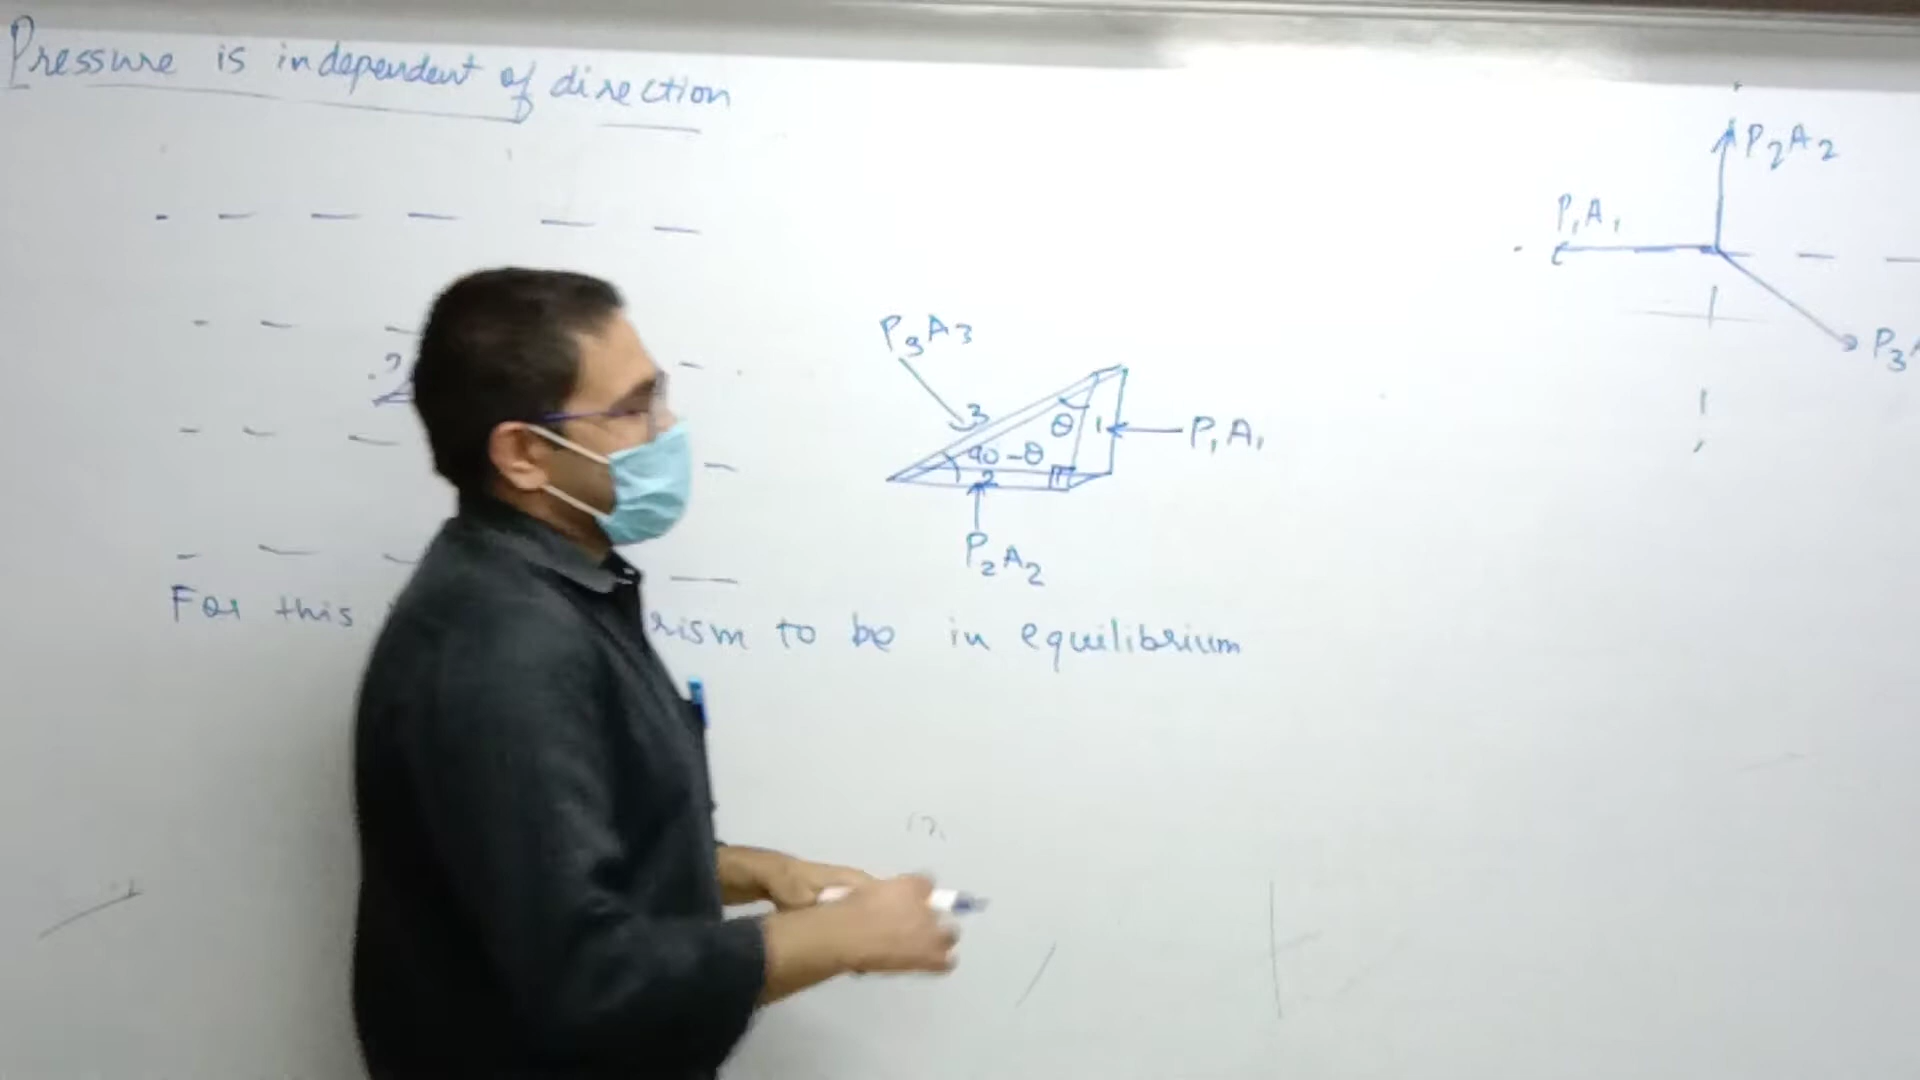 Pressure is independent of direction
P2A2
P1A1
P3
P3A3
3
θ
1
P1A1
90-θ
2
P2A2
For this
rism to be in equilibrium